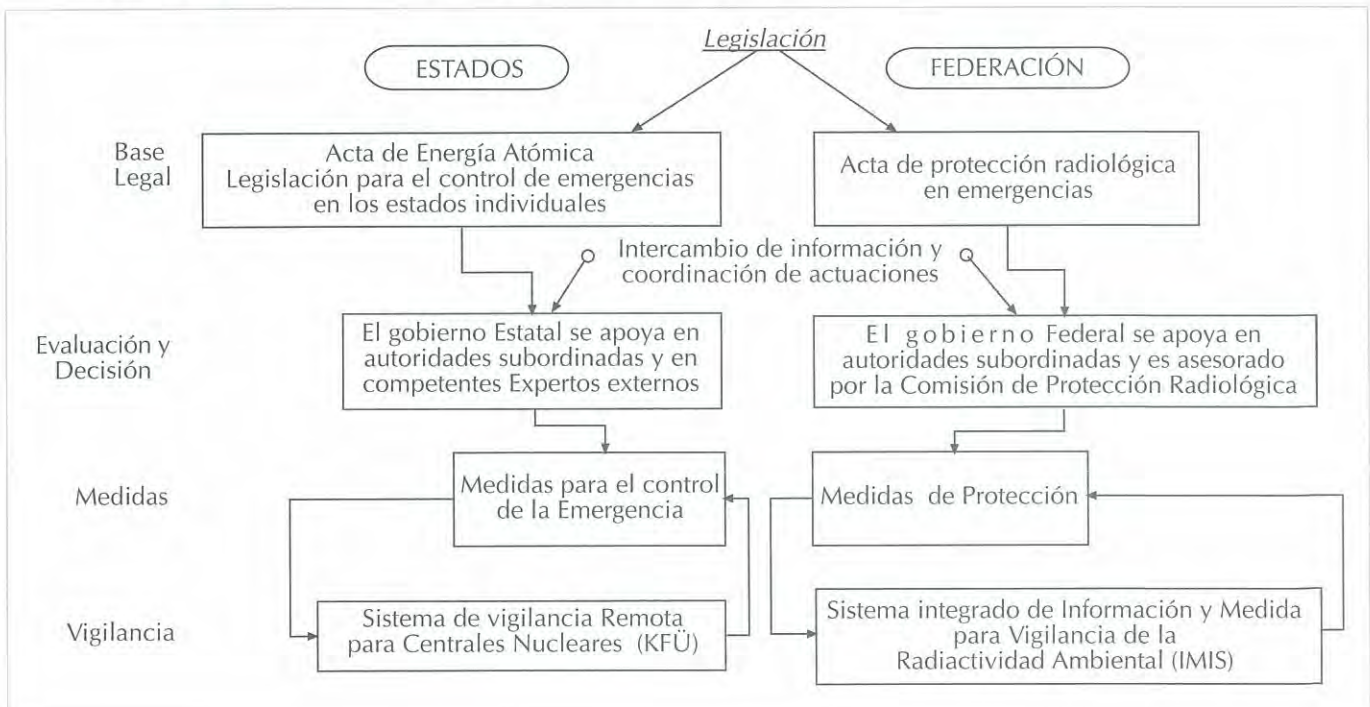 Legislación
ESTADOS
FEDERACIÓN
Base
Legal
Acta de Energía Atómica
Legislación para el control de emergencias
en los estados individuales
Acta de protección radiológica
en emergencias
Intercambio de información y
coordinación de actuaciones
Evaluación y
Decisión
El gobierno Estatal se apoya en
autoridades subordinadas y en
competentes Expertos externos
El gobierno Federal se apoya en
autoridades subordinadas y es asesorado
por la Comisión de Protección Radiológica
Medidas
Medidas para el control
de la Emergencia
Medidas de Protección
Vigilancia
Sistema de vigilancia Remota
para Centrales Nucleares (KFÜ)
Sistema integrado de Información y Medida
para Vigilancia de la
Radiactividad Ambiental (IMIS)